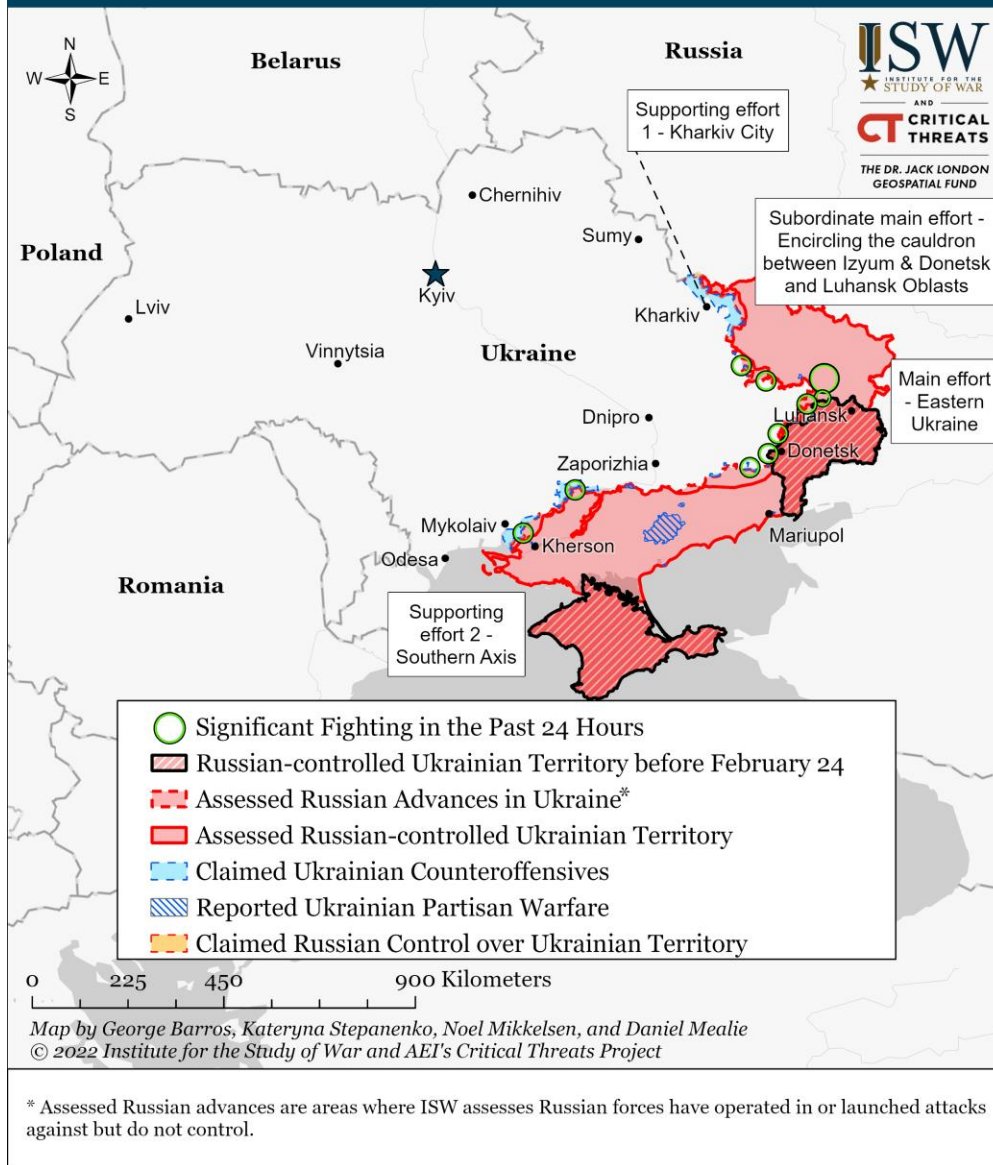 N
W
E
S
Belarus
Russia
ISW
INSTITUTE FOR THE
STUDY OF WAR
AND
CT CRITICAL
THREATS
THE DR. JACK LONDON
GEOSPATIAL FUND
Supporting effort
1 - Kharkiv City
Chernihiv
Subordinate main effort -
Encircling the cauldron
between Izyum & Donetsk
and Luhansk Oblasts
Sumy
Poland
Kyiv
Lviv
Kharkiv
Vinnytsia
Ukraine
Main effort
- Eastern
Ukraine
Dnipro
Luhansk
Donetsk
Zaporizhia
Mykolaiv
Mariupol
Kherson
Odesa
Romania
Supporting
effort 2 -
Southern Axis
Significant Fighting in the Past 24 Hours
Russian-controlled Ukrainian Territory before February 24
Assessed Russian Advances in Ukraine*
Assessed Russian-controlled Ukrainian Territory
Claimed Ukrainian Counteroffensives
Reported Ukrainian Partisan Warfare
Claimed Russian Control over Ukrainian Territory
0 225 450 900 Kilometers
Map by George Barros, Kateryna Stepanenko, Noel Mikkelsen, and Daniel Mealie
© 2022 Institute for the Study of War and AEI's Critical Threats Project
* Assessed Russian advances are areas where ISW assesses Russian forces have operated in or launched attacks
against but do not control.